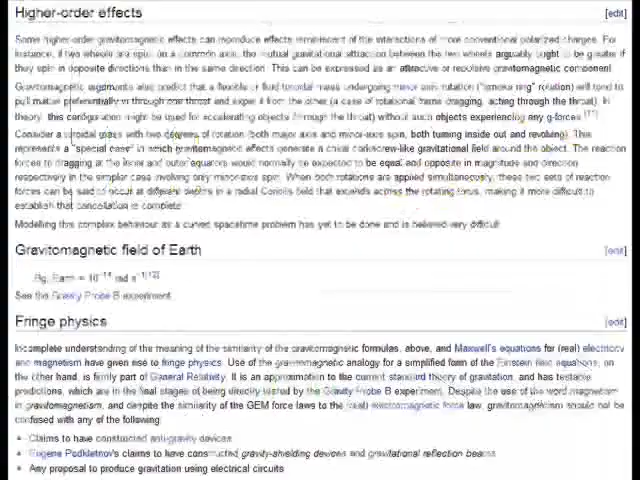 Higher-order effects [edit]
Some higher-order gravitomagnetic effects can reproduce effects reminiscent of the interactions of more conventional polarized charges. For
instance, if two wheels are spun on a common axis, the mutual gravitational attraction between the two wheels arguably ought to be greater if
they spin in opposite directions than in the same direction. This can be expressed as an attractive or repulsive gravitomagnetic component.
Gravitomagnetic arguments also predict that a flexible or fluid toroidal mass undergoing minor axis rotation ("smoke ring" rotation) will tend to
pull matter preferentially in through one throat and expel it from the other (a case of rotational frame dragging, acting through the throat). In
theory, this configuration might be used for accelerating objects (through the throat) without such objects experiencing any g-forces.[11]
Consider a toroidal mass with two degrees of rotation (both major axis and minor-axis spin, both turning inside out and revolving). This
represents a "special case" in which gravitomagnetic effects generate a chiral corkscrew-like gravitational field around the object. The reaction
forces to dragging at the inner and outer equators would normally be expected to be equal and opposite in magnitude and direction
respectively in the simpler case involving only minor-axis spin. When both rotations are applied simultaneously, these two sets of reaction
forces can be said to occur at different depths in a radial Coriolis field that extends across the rotating torus, making it more difficult to
establish that cancellation is complete.
Modelling this complex behaviour as a curved spacetime problem has yet to be done and is believed very difficult
Gravitomagnetic field of Earth [edit]
Bg, Earth = 10⁻¹⁴ rad s⁻¹[12]
See the Gravity Probe B experiment
Fringe physics [edit]
Incomplete understanding of the meaning of the similarity of the gravitomagnetic formulas, above, and Maxwell's equations for (real) electricity
and magnetism have given rise to fringe physics. Use of the gravitomagnetic analogy for a simplified form of the Einstein field equations, on
the other hand, is firmly part of General Relativity. It is an approximation to the current standard theory of gravitation, and has testable
predictions, which are in the final stages of being directly tested by the Gravity Probe B experiment. Despite the use of the word magnetism
in gravitomagnetism, and despite the similarity of the GEM force laws to the (real) electromagnetic force law, gravitomagnetism should not be
confused with any of the following:
Claims to have constructed anti-gravity devices
Eugene Podkletnov's claims to have constructed gravity-shielding devices and gravitational reflection beams
Any proposal to produce gravitation using electrical circuits